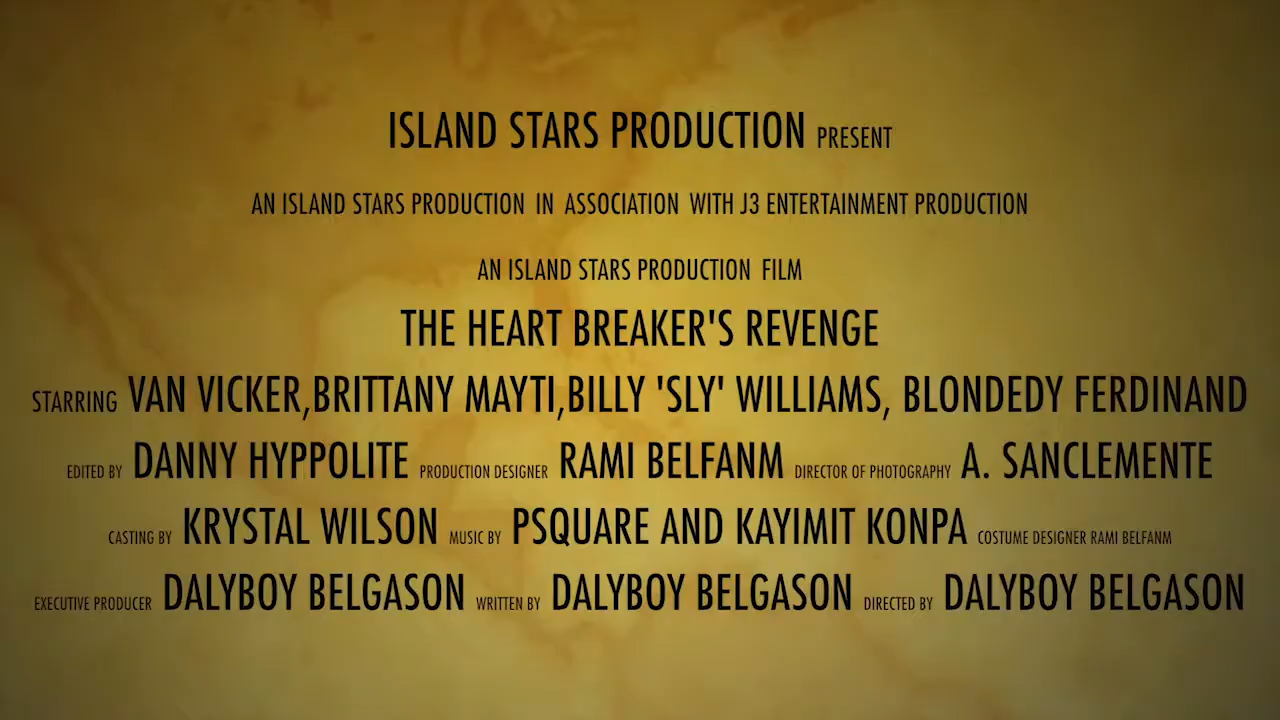 ISLAND STARS PRODUCTION PRESENT
AN ISLAND STARS PRODUCTION IN ASSOCIATION WITH J3 ENTERTAINMENT PRODUCTION
AN ISLAND STARS PRODUCTION FILM
THE HEART BREAKER'S REVENGE
STARRING VAN VICKER,BRITTANY MAYTI,BILLY 'SLY' WILLIAMS, BLONDEDY FERDINAND
EDITED BY DANNY HYPPOLITE PRODUCTION DESIGNER RAMI BELFANM DIRECTOR OF PHOTOGRAPHY A. SANCLEMENTE
CASTING BY KRYSTAL WILSON MUSIC BY PSQUARE AND KAYIMIT KONPA COSTUME DESIGNER RAMI BELFANM
EXECUTIVE PRODUCER DALYBOY BELGASON WRITTEN BY DALYBOY BELGASON DIRECTED BY DALYBOY BELGASON